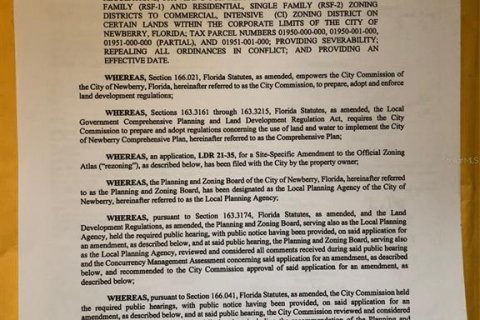 FAMILY (RSF-1) AND RESIDENTIAL, SINGLE FAMILY (RSF-2) ZONING
DISTRICTS TO COMMERCIAL, INTENSIVE (CI) ZONING DISTRICT ON
CERTAIN LANDS WITHIN THE CORPORATE LIMITS OF THE CITY OF
NEWBERRY, FLORIDA; TAX PARCEL NUMBERS 01950-000-000, 01950-001-000,
01951-000-000 (PARTIAL), AND 01951-001-000; PROVIDING SEVERABILITY;
REPEALING ALL ORDINANCES IN CONFLICT; AND PROVIDING AN
EFFECTIVE DATE.
WHEREAS, Section 166.021, Florida Statutes, as amended, empowers the City Commission of
the City of Newberry, Florida, hereinafter referred to as the City Commission, to prepare, adopt and enforce
land development regulations;
WHEREAS, Sections 163.3161 through 163.3215, Florida Statutes, as amended, the Local
Government Comprehensive Planning and Land Development Regulation Act, requires the City
Commission to prepare and adopt regulations concerning the use of land and water to implement the City
of Newberry Comprehensive Plan, hereinafter referred to as the Comprehensive Plan;
WHEREAS, an application, LDR 21-35, for a Site-Specific Amendment to the Official Zoning
Atlas ("rezoning"), as described below, has been filed with the City by the property owner;
WHEREAS, the Planning and Zoning Board of the City of Newberry, Florida, hereinafter referred
to as the Planning and Zoning Board, has been designated as the Local Planning Agency of the City of
Newberry, hereinafter referred to as the Local Planning Agency;
WHEREAS, pursuant to Section 163.3174, Florida Statutes, as amended, and the Land
Development Regulations, as amended, the Planning and Zoning Board, serving also as the Local Planning
Agency, held the required public hearing, with public notice having been provided, on said application for
an amendment, as described below, and at said public hearing, the Planning and Zoning Board, serving also
as the Local Planning Agency, reviewed and considered all comments received during said public hearing
and the Concurrency Management Assessment concerning said application for an amendment, as described
below, and recommended to the City Commission approval of said application for an amendment, as
described below;
WHEREAS, pursuant to Section 166.041, Florida Statutes, as amended, the City Commission held
the required public hearings, with public notice having been provided, on said application for an
amendment, as described below, and at said public hearing, the City Commission reviewed and considered